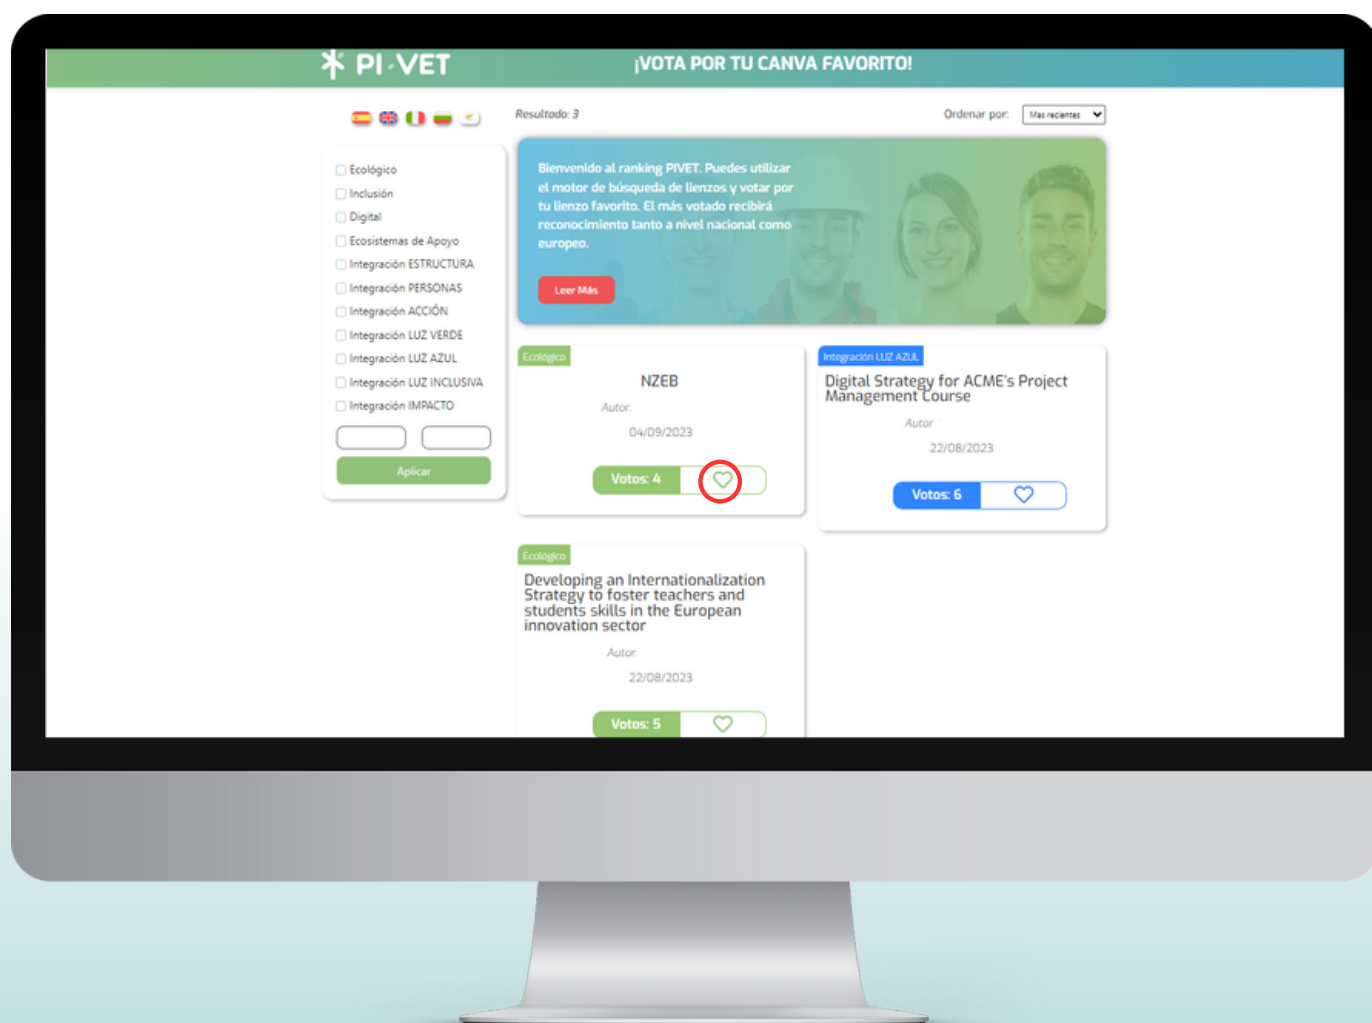 PI-VET
¡VOTA POR TU CANVA FAVORITO!
Resultado: 3
Ordenar por:
Mas recientes
Ecológico
Inclusión
Digital
Ecosistemas de Apoyo
Integración ESTRUCTURA
Integración PERSONAS
Integración ACCIÓN
Integración LUZ VERDE
Integración LUZ AZUL
Integración LUZ INCLUSIVA
Integración IMPACTO
Aplicar
Bienvenido al ranking PIVET. Puedes utilizar
el motor de búsqueda de lienzos y votar por
tu lienzo favorito. El más votado recibirá
reconocimiento tanto a nivel nacional como
europeo.
Leer Más
Ecológico
NZEB
Autor:
04/09/2023
Votos: 4
Integración LUZ AZUL
Digital Strategy for ACME's Project
Management Course
Autor
22/08/2023
Votos: 6
Ecológico
Developing an Internationalization
Strategy to foster teachers and
students skills in the European
innovation sector
Autor:
22/08/2023
Votos: 5